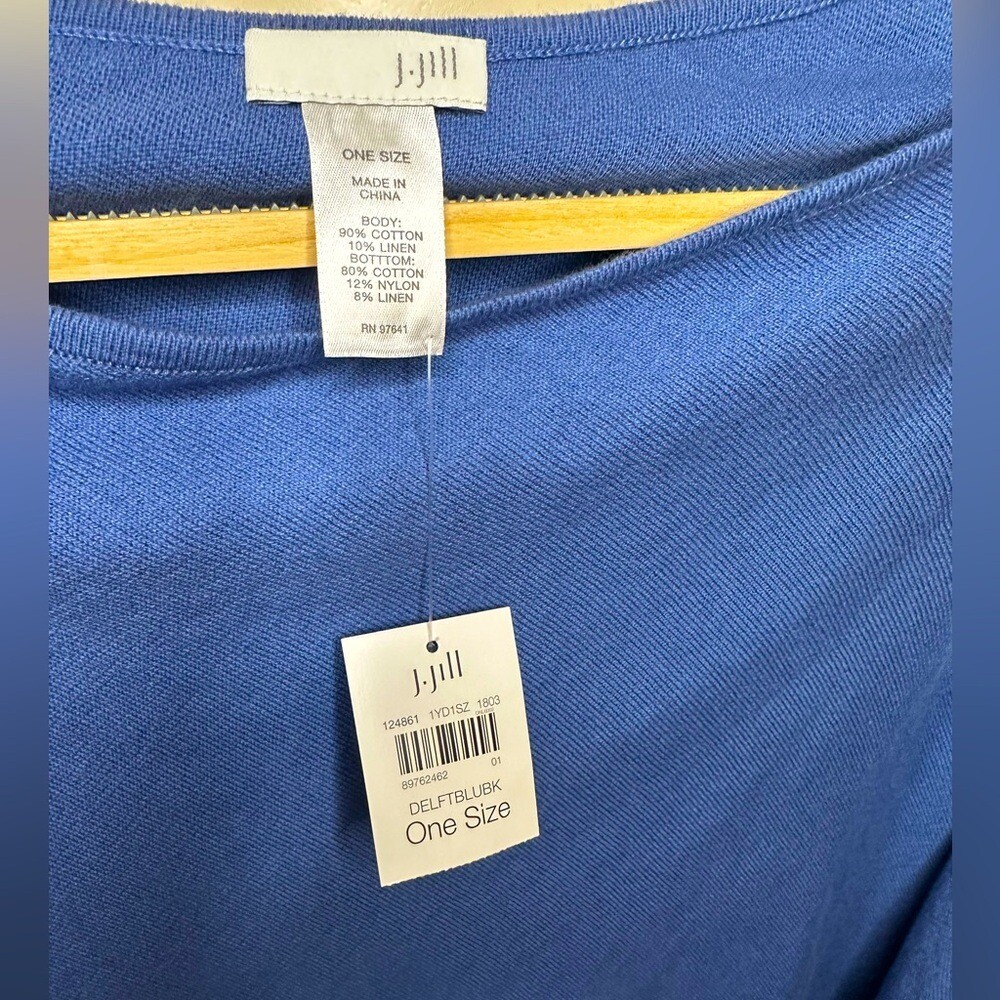 J.Jill
ONE SIZE
MADE IN
CHINA
BODY:
90% COTTON
10% LINEN
BOTTTOM:
80% COTTON
12% NYLON
8% LINEN
RN 97641
J.Jill
124861 1YD1SZ 1803
89762462 01
DELFTBLUBK
One Size